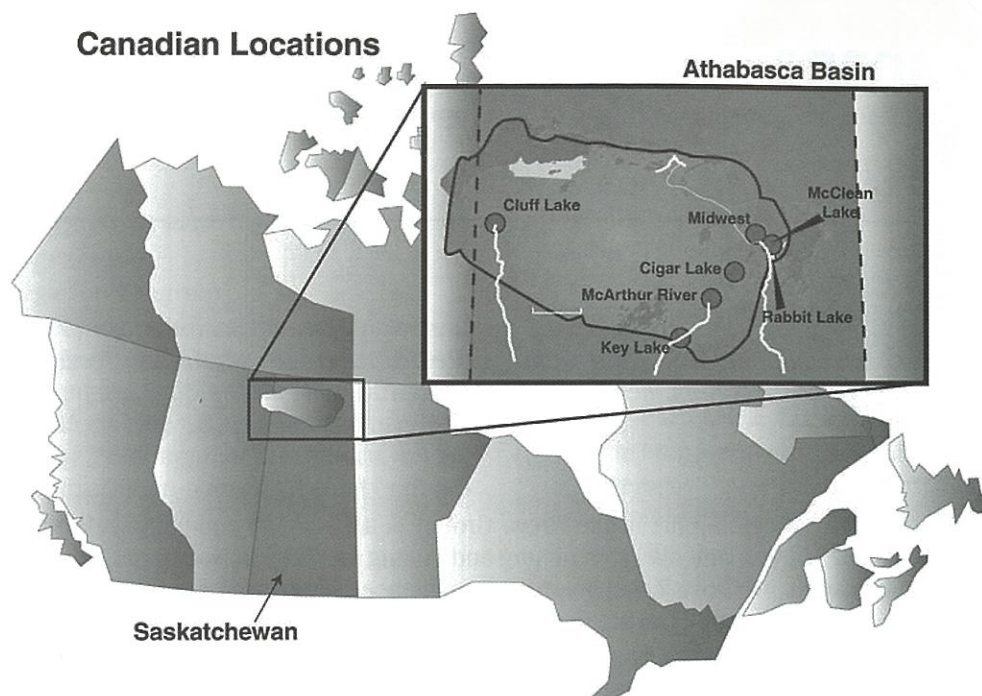 Canadian Locations
Athabasca Basin
McClean
Lake
Cluff Lake
Midwest
Cigar Lake
McArthur River
Rabbit Lake
Key Lake
Saskatchewan